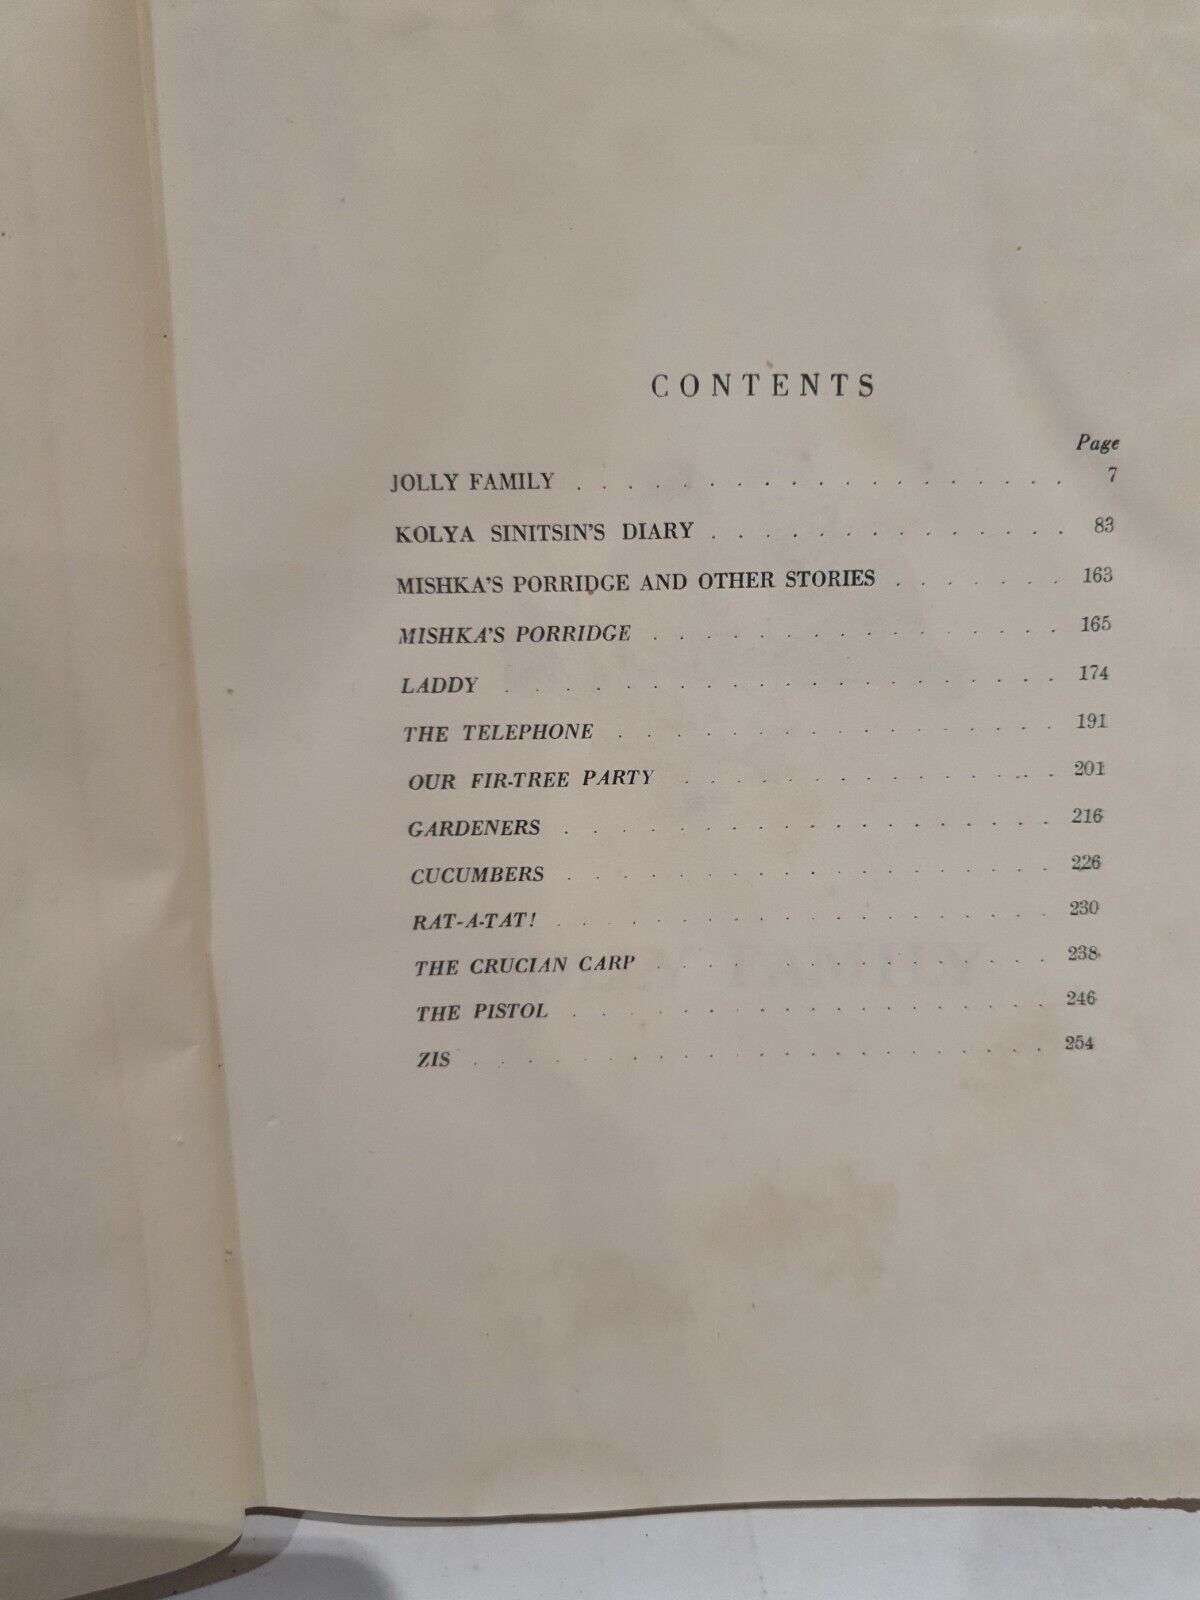 CONTENTS
Page
JOLLY FAMILY . . . . . . . . . . . . . . . . . . 7
KOLYA SINITSIN'S DIARY . . . . . . . . . . . . . . 83
MISHKA'S PORRIDGE AND OTHER STORIES . . . . . . . 163
MISHKA'S PORRIDGE . . . . . . . . . . . . . . . 165
LADDY . . . . . . . . . . . . . . . . . . . 174
THE TELEPHONE . . . . . . . . . . . . . . . . 191
OUR FIR-TREE PARTY . . . . . . . . . . . . . . 201
GARDENERS . . . . . . . . . . . . . . . . . . 216
CUCUMBERS . . . . . . . . . . . . . . . . . . 226
RAT-A-TAT! . . . . . . . . . . . . . . . . . . 230
THE CRUCIAN CARP . . . . . . . . . . . . . . . 238
THE PISTOL . . . . . . . . . . . . . . . . . . 246
ZIS . . . . . . . . . . . . . . . . . . . . . 254